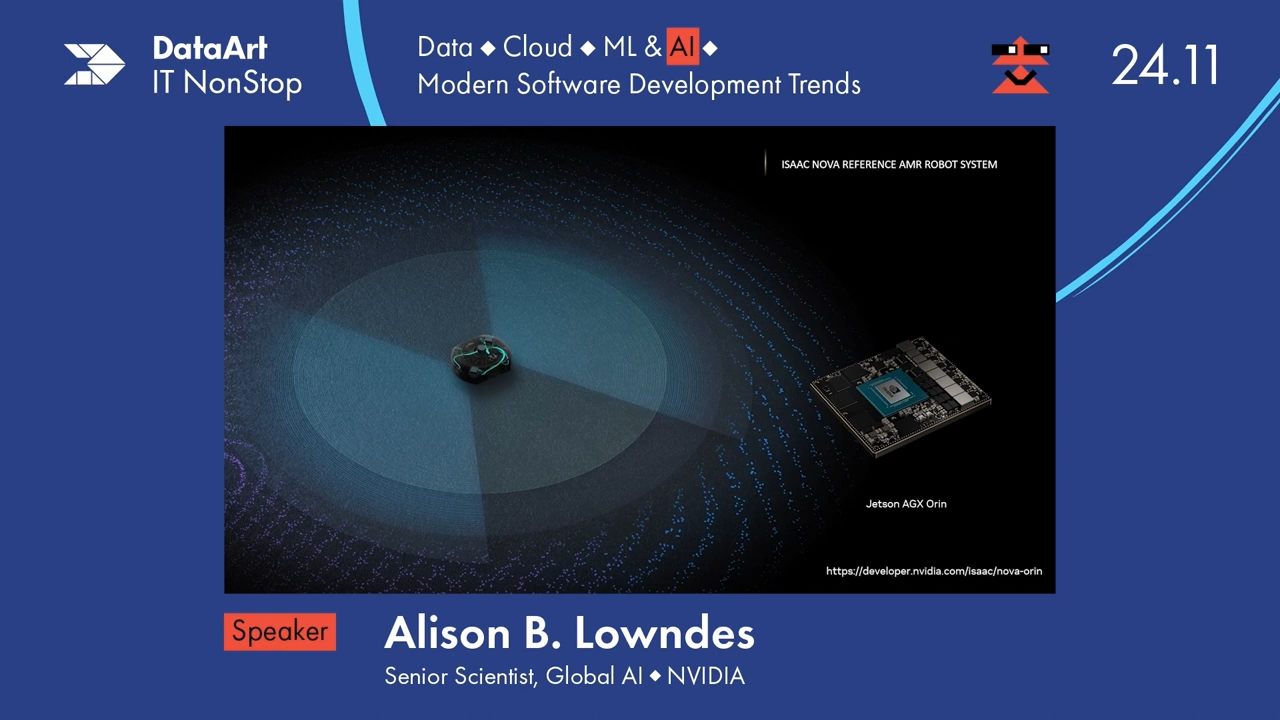 DataArt
IT NonStop
Data ◆ Cloud ◆ ML & AI ◆
Modern Software Development Trends
24.11
ISAAC NOVA REFERENCE AMR ROBOT SYSTEM
Jetson AGX Orin
https://developer.nvidia.com/isaac/nova-orin
Speaker
Alison B. Lowndes
Senior Scientist, Global AI ◆ NVIDIA